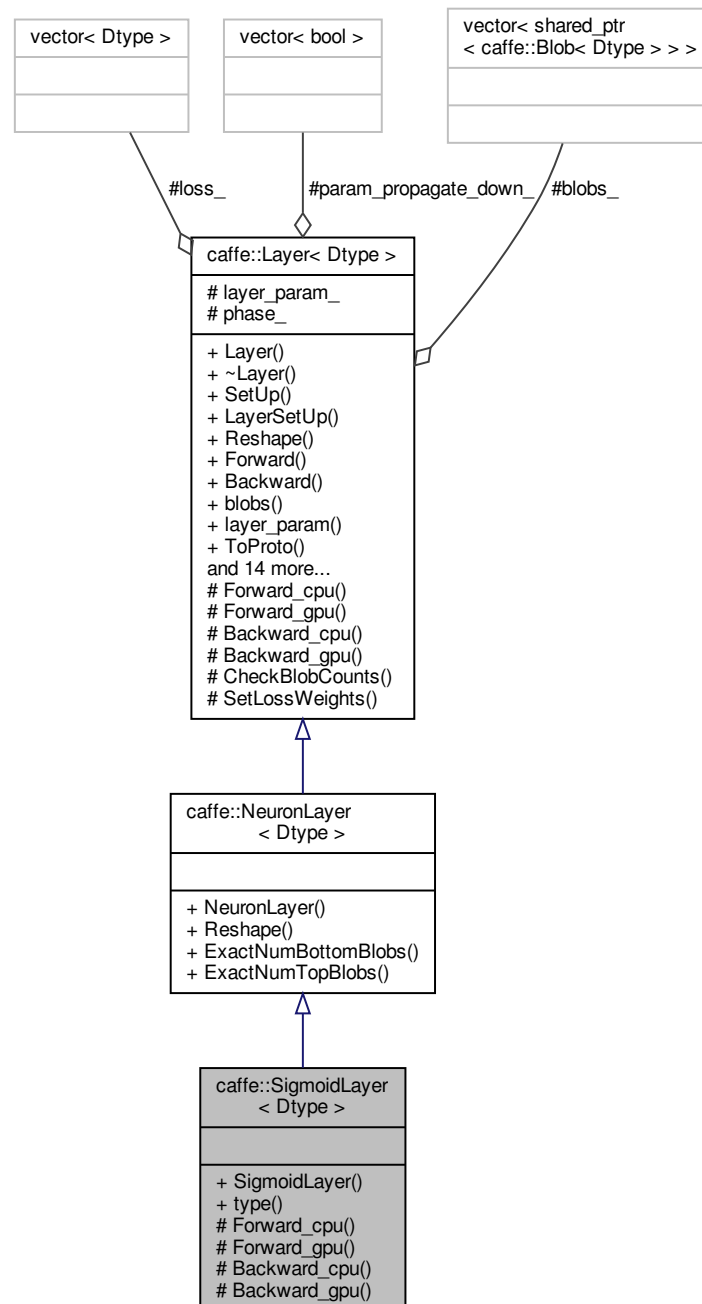 vector< Dtype >
vector< bool >
vector< shared_ptr
< caffe::Blob< Dtype > > >
#loss_
#param_propagate_down_
#blobs_
caffe::Layer< Dtype >
# layer_param_
# phase_
+ Layer()
+ ~Layer()
+ SetUp()
+ LayerSetUp()
+ Reshape()
+ Forward()
+ Backward()
+ blobs()
+ layer_param()
+ ToProto()
and 14 more...
# Forward_cpu()
# Forward_gpu()
# Backward_cpu()
# Backward_gpu()
# CheckBlobCounts()
# SetLossWeights()
caffe::NeuronLayer
< Dtype >
+ NeuronLayer()
+ Reshape()
+ ExactNumBottomBlobs()
+ ExactNumTopBlobs()
caffe::SigmoidLayer
< Dtype >
+ SigmoidLayer()
+ type()
# Forward_cpu()
# Forward_gpu()
# Backward_cpu()
# Backward_gpu()